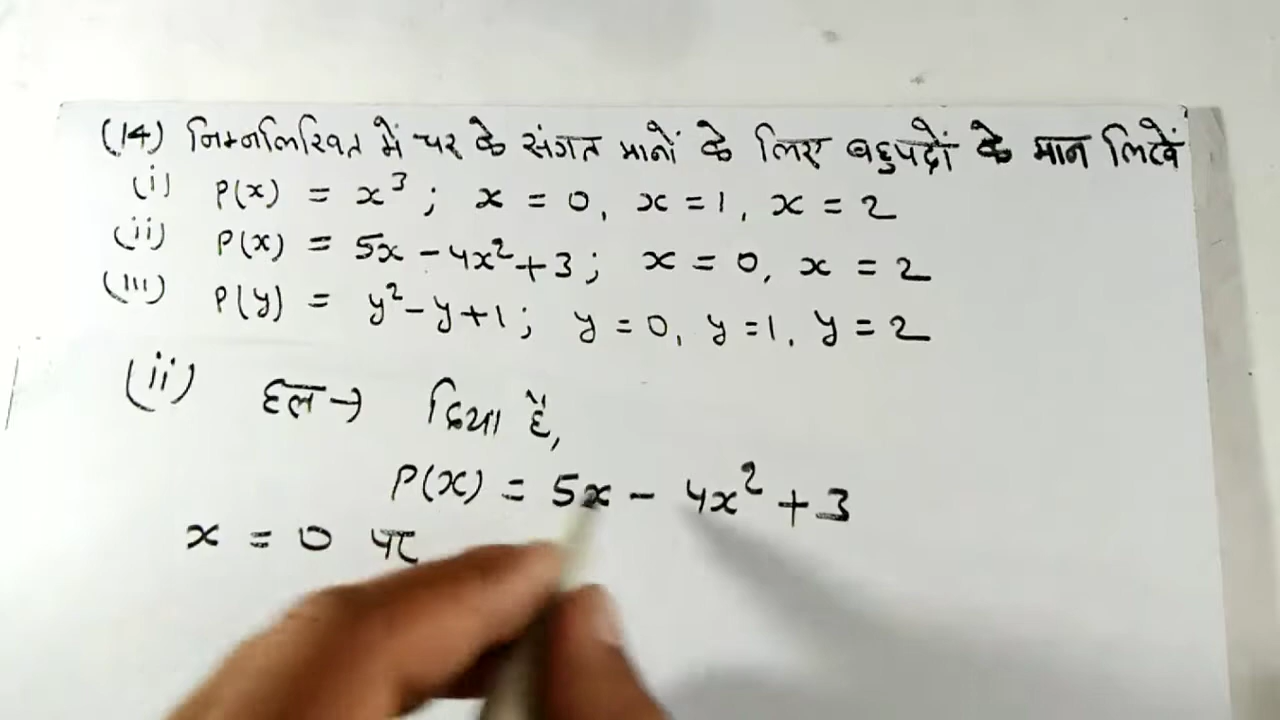 (14) निम्नलिखित में चर के संगत मानों के लिए बहुपदों के मान लिखें
(i) P(x) = x³; x = 0, x = 1, x = 2
(ii) P(x) = 5x - 4x² + 3; x = 0, x = 2
(III) P(y) = y² - y + 1; y = 0, y = 1, y = 2
(ii) हल → दिया है,
P(x) = 5x - 4x² + 3
x = 0 पर